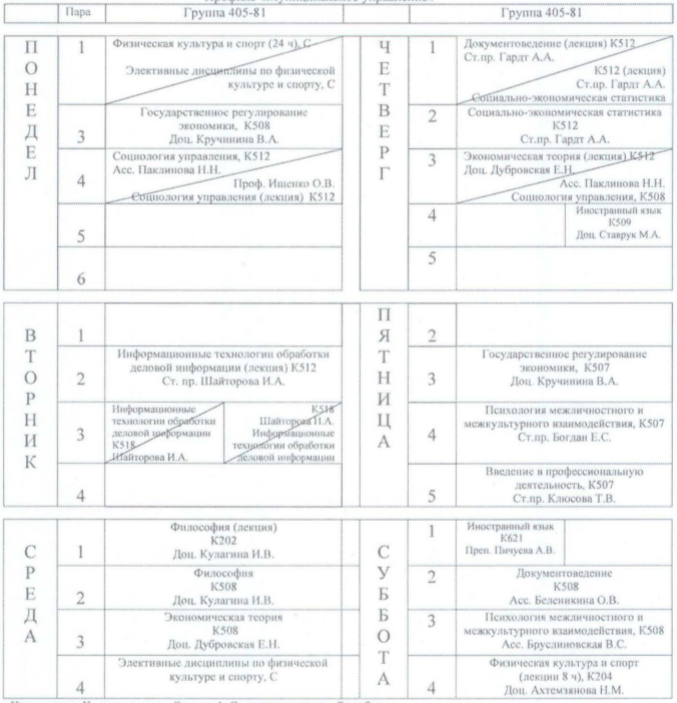 Пара Группа 405-81 Группа 405-81
ПОНЕДЕЛ
1
Физическая культура и спорт (24 ч), С
Элективные дисциплины по физической
культуре и спорту, С
3
Государственное регулирование
экономики, К508
Доц. Кручинина В.А.
4
Социология управления, К512
Асс. Паклинова Н.Н.
Проф. Ищенко О.В.
Социология управления (лекция) К512
5
6
ЧЕТВЕРГ
1
Документоведение (лекция) К512
Ст.пр. Гардт А.А.
К512 (лекция)
Ст.пр. Гардт А.А.
Социально-экономическая статистика
2
Социально-экономическая статистика
К512
Ст.пр. Гардт А.А.
3
Экономическая теория (лекция) К512
Доц. Дубровская Е.Н.
Асс. Паклинова Н.Н.
Социология управления, К508
4
Иностранный язык
К509
Доц. Ставрук М.А.
5
ВТОРНИК
1
2
Информационные технологии обработки
деловой информации (лекция) К512
Ст. пр. Шайторова И.А.
3
Информационные
технологии обработки
деловой информации
К518
Шайторова И.А.
К518
Шайторова И.А.
Информационные
технологии обработки
деловой информации
4
ПЯТНИЦА
2
3
Государственное регулирование
экономики, К507
Доц. Кручинина В.А.
4
Психология межличностного и
межкультурного взаимодействия, К507
Ст.пр. Богдан Е.С.
5
Введение в профессиональную
деятельность, К507
Ст.пр. Клюсова Т.В.
СРЕДА
1
Философия (лекция)
К202
Доц. Кулагина И.В.
2
Философия
К508
Доц. Кулагина И.В.
3
Экономическая теория
К508
Доц. Дубровская Е.Н.
4
Элективные дисциплины по физической
культуре и спорту, С
СУББОТА
1
Иностранный язык
К621
Преп. Пичуева А.В.
2
Документоведение
К508
Асс. Беленикина О.В.
3
Психология межличностного и
межкультурного взаимодействия, К508
Асс. Бруслиновская В.С.
4
Физическая культура и спорт
(лекции 8 ч), К204
Доц. Ахтемзянова Н.М.